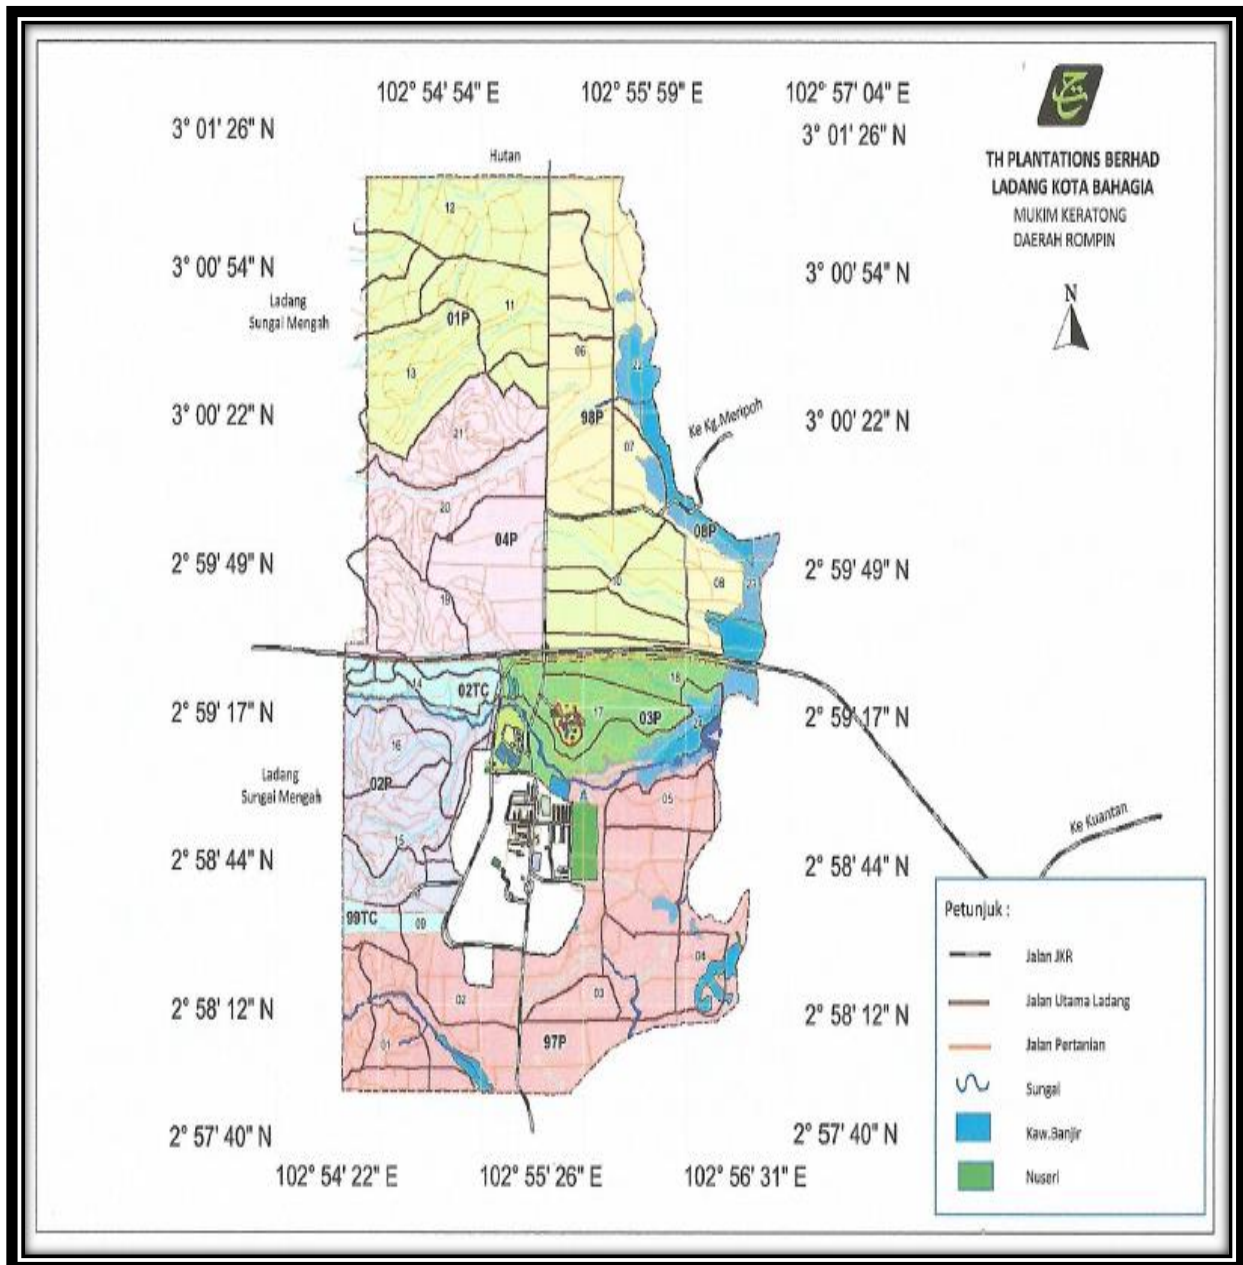 102° 54' 54" E 102° 55' 59" E 102° 57' 04" E
3° 01' 26" N 3° 01' 26" N
TH PLANTATIONS BERHAD
LADANG KOTA BAHAGIA
MUKIM KERATONG
DAERAH ROMPIN
N
Hutan
12
3° 00' 54" N 3° 00' 54" N
Ladang
Sungai Mengah
11
01P
06
22
13
3° 00' 22" N 3° 00' 22" N
98P
Ke Kg.Meripoh
21
07
20
04P
08P
2° 59' 49" N 2° 59' 49" N
10
08
23
19
14
02TC
18
17
03P
2° 59' 17" N 2° 59' 17" N
16
Ladang
Sungai Mengah
02P
05
Ke Kuantan
15
2° 58' 44" N 2° 58' 44" N
99TC
09
04
02
03
2° 58' 12" N 2° 58' 12" N
01
97P
2° 57' 40" N 2° 57' 40" N
102° 54' 22" E 102° 55' 26" E 102° 56' 31" E
Petunjuk :
Jalan JKR
Jalan Utama Ladang
Jalan Pertanian
Sungai
Kaw.Banjir
Nuseri